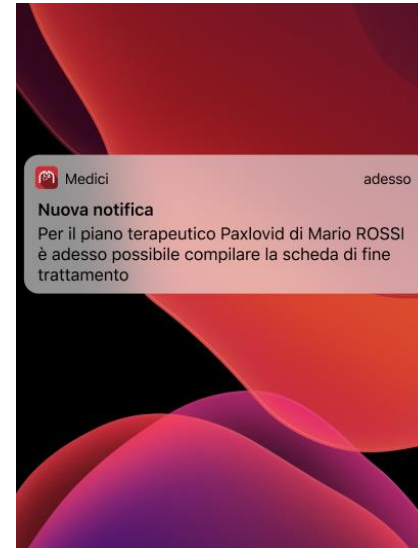 Medici
adesso
Nuova notifica
Per il piano terapeutico Paxlovid di Mario ROSSI
è adesso possibile compilare la scheda di fine
trattamento